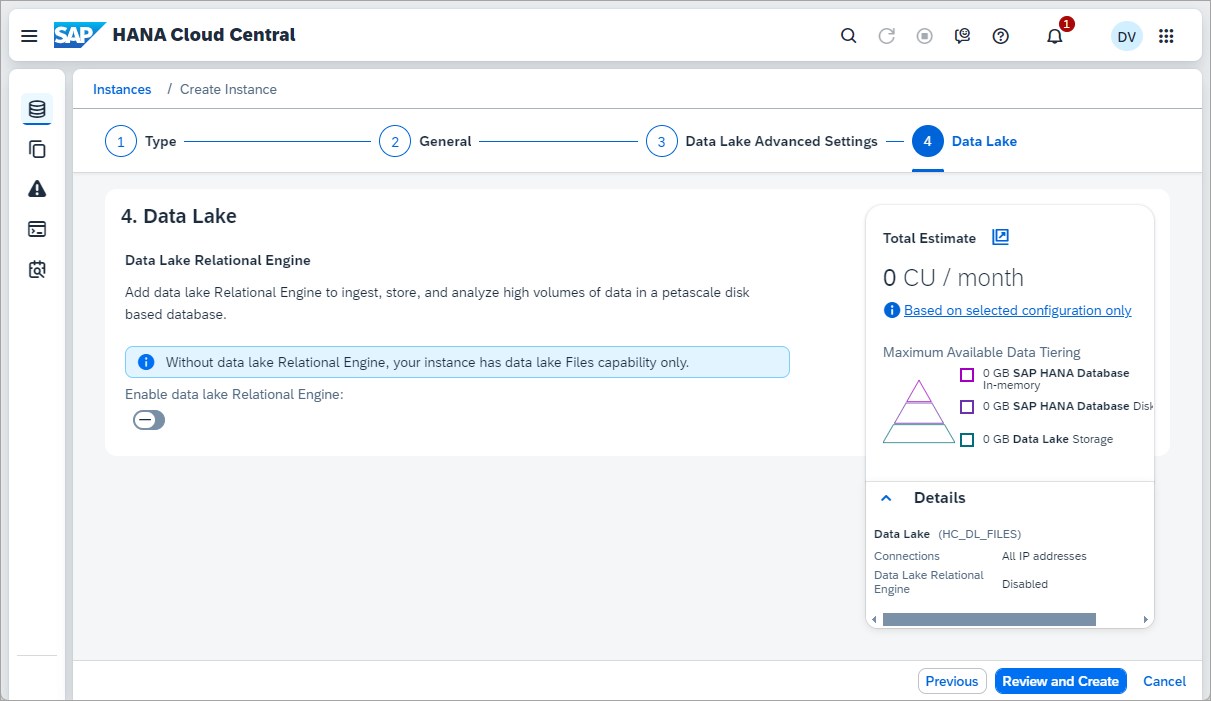 SAP HANA Cloud Central
1
DV
Instances / Create Instance
1 Type
2 General
3 Data Lake Advanced Settings
4 Data Lake
4. Data Lake
Data Lake Relational Engine
Add data lake Relational Engine to ingest, store, and analyze high volumes of data in a petascale disk
based database.
Without data lake Relational Engine, your instance has data lake Files capability only.
Enable data lake Relational Engine:
Total Estimate
0 CU / month
Based on selected configuration only
Maximum Available Data Tiering
0 GB SAP HANA Database
In-memory
0 GB SAP HANA Database Disk
0 GB Data Lake Storage
Details
Data Lake (HC_DL_FILES)
Connections All IP addresses
Data Lake Relational
Engine
Disabled
Previous
Review and Create
Cancel